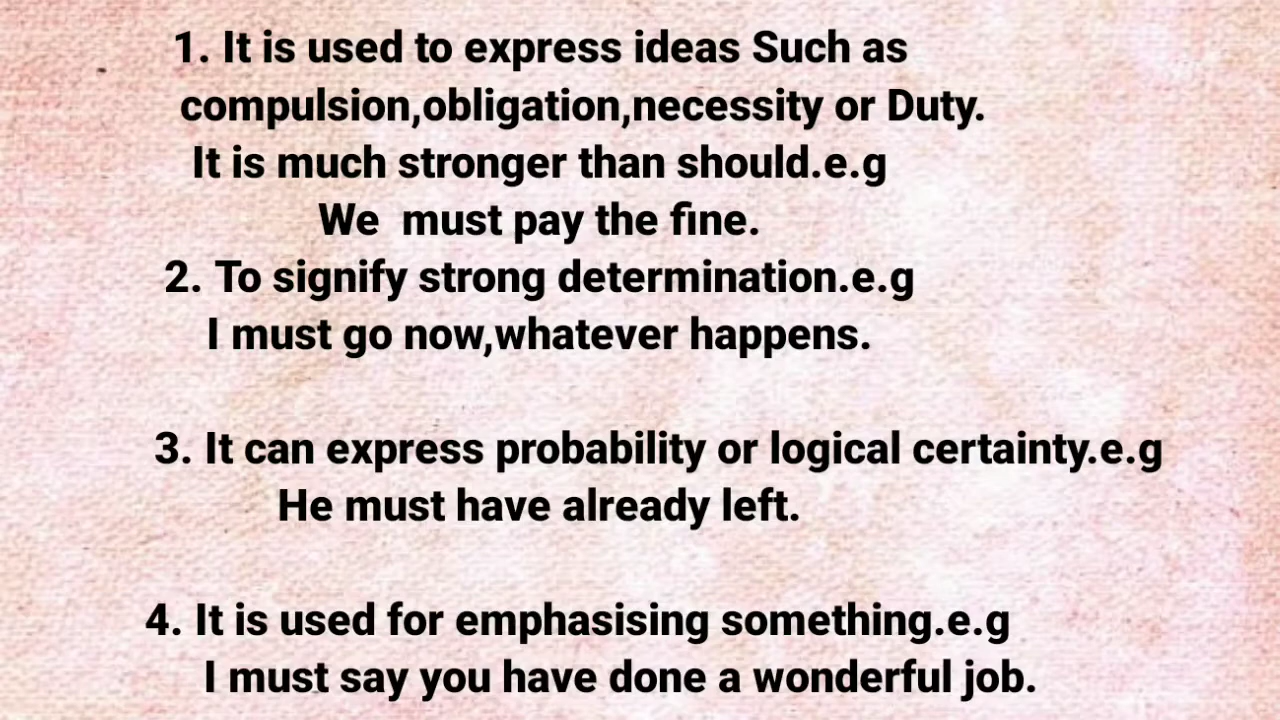 1. It is used to express ideas Such as
compulsion,obligation,necessity or Duty.
It is much stronger than should.e.g
We  must pay the fine.
2. To signify strong determination.e.g
I must go now,whatever happens.
3. It can express probability or logical certainty.e.g
He must have already left.
4. It is used for emphasising something.e.g
I must say you have done a wonderful job.